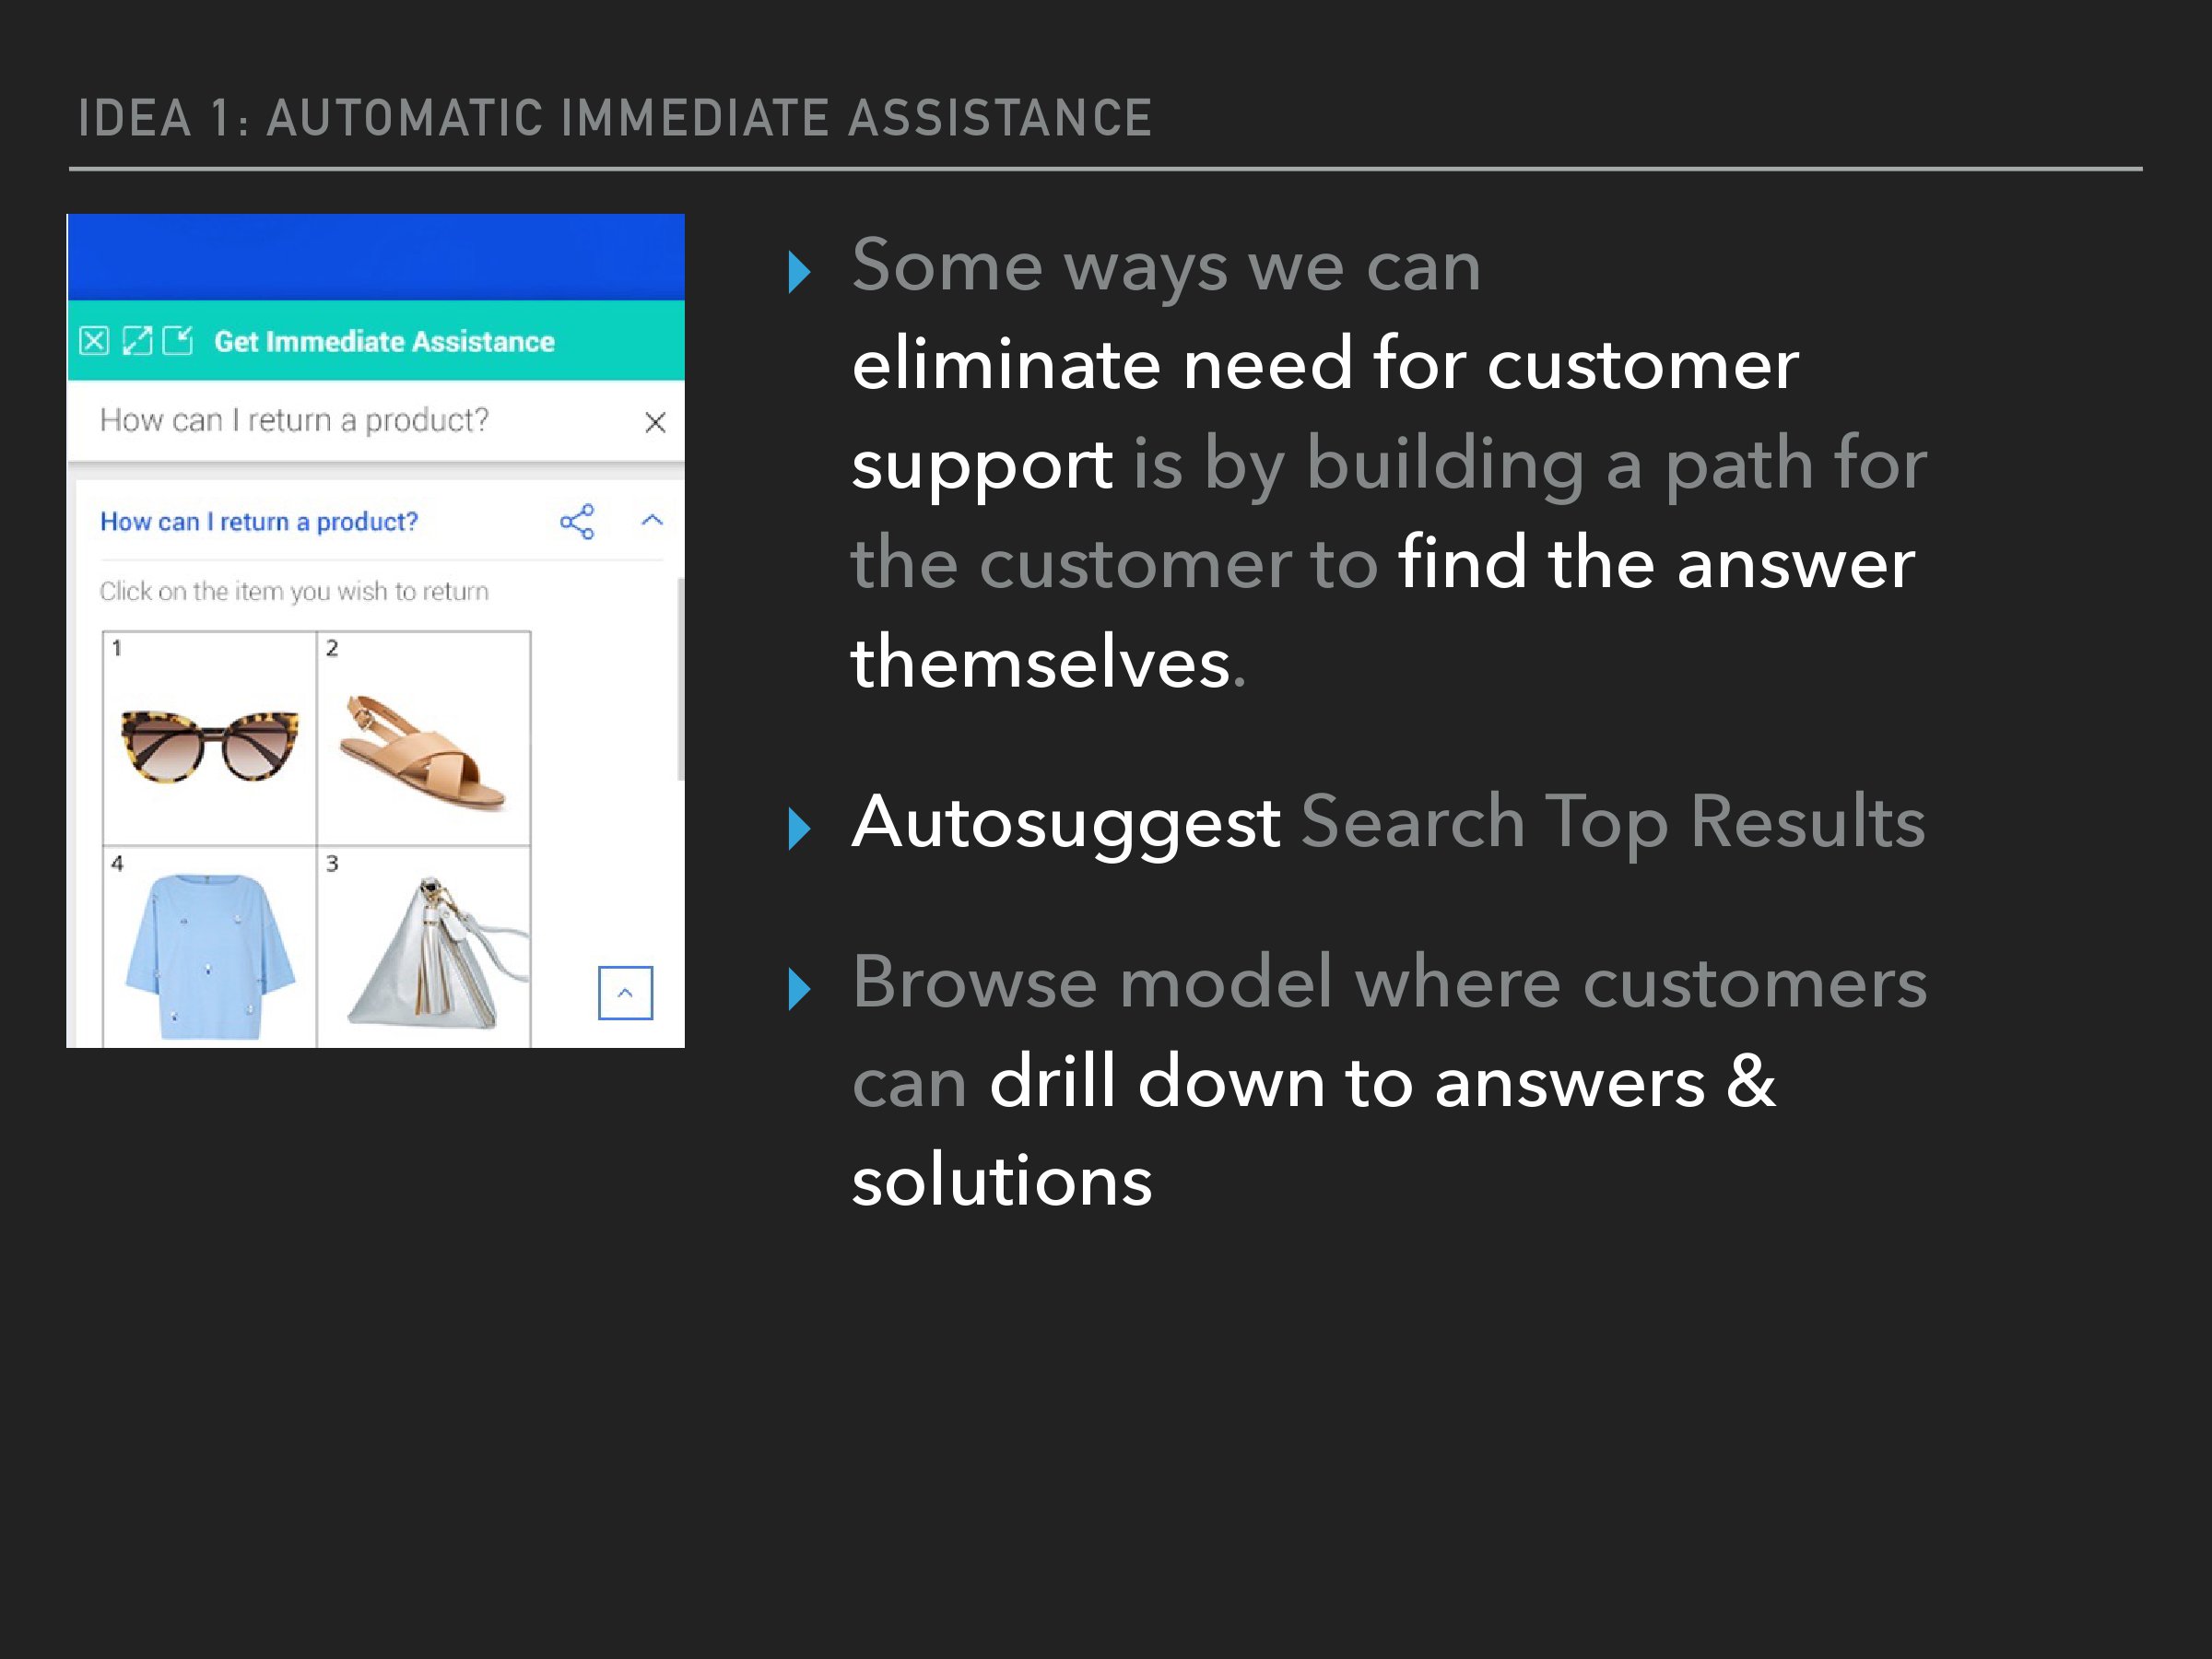 IDEA 1: AUTOMATIC IMMEDIATE ASSISTANCE
Get Immediate Assistance
How can I return a product?
How can I return a product?
Click on the item you wish to return
1
2
4
3
Some ways we can
eliminate need for customer
support is by building a path for
the customer to find the answer
themselves.
Autosuggest Search Top Results
Browse model where customers
can drill down to answers &
solutions